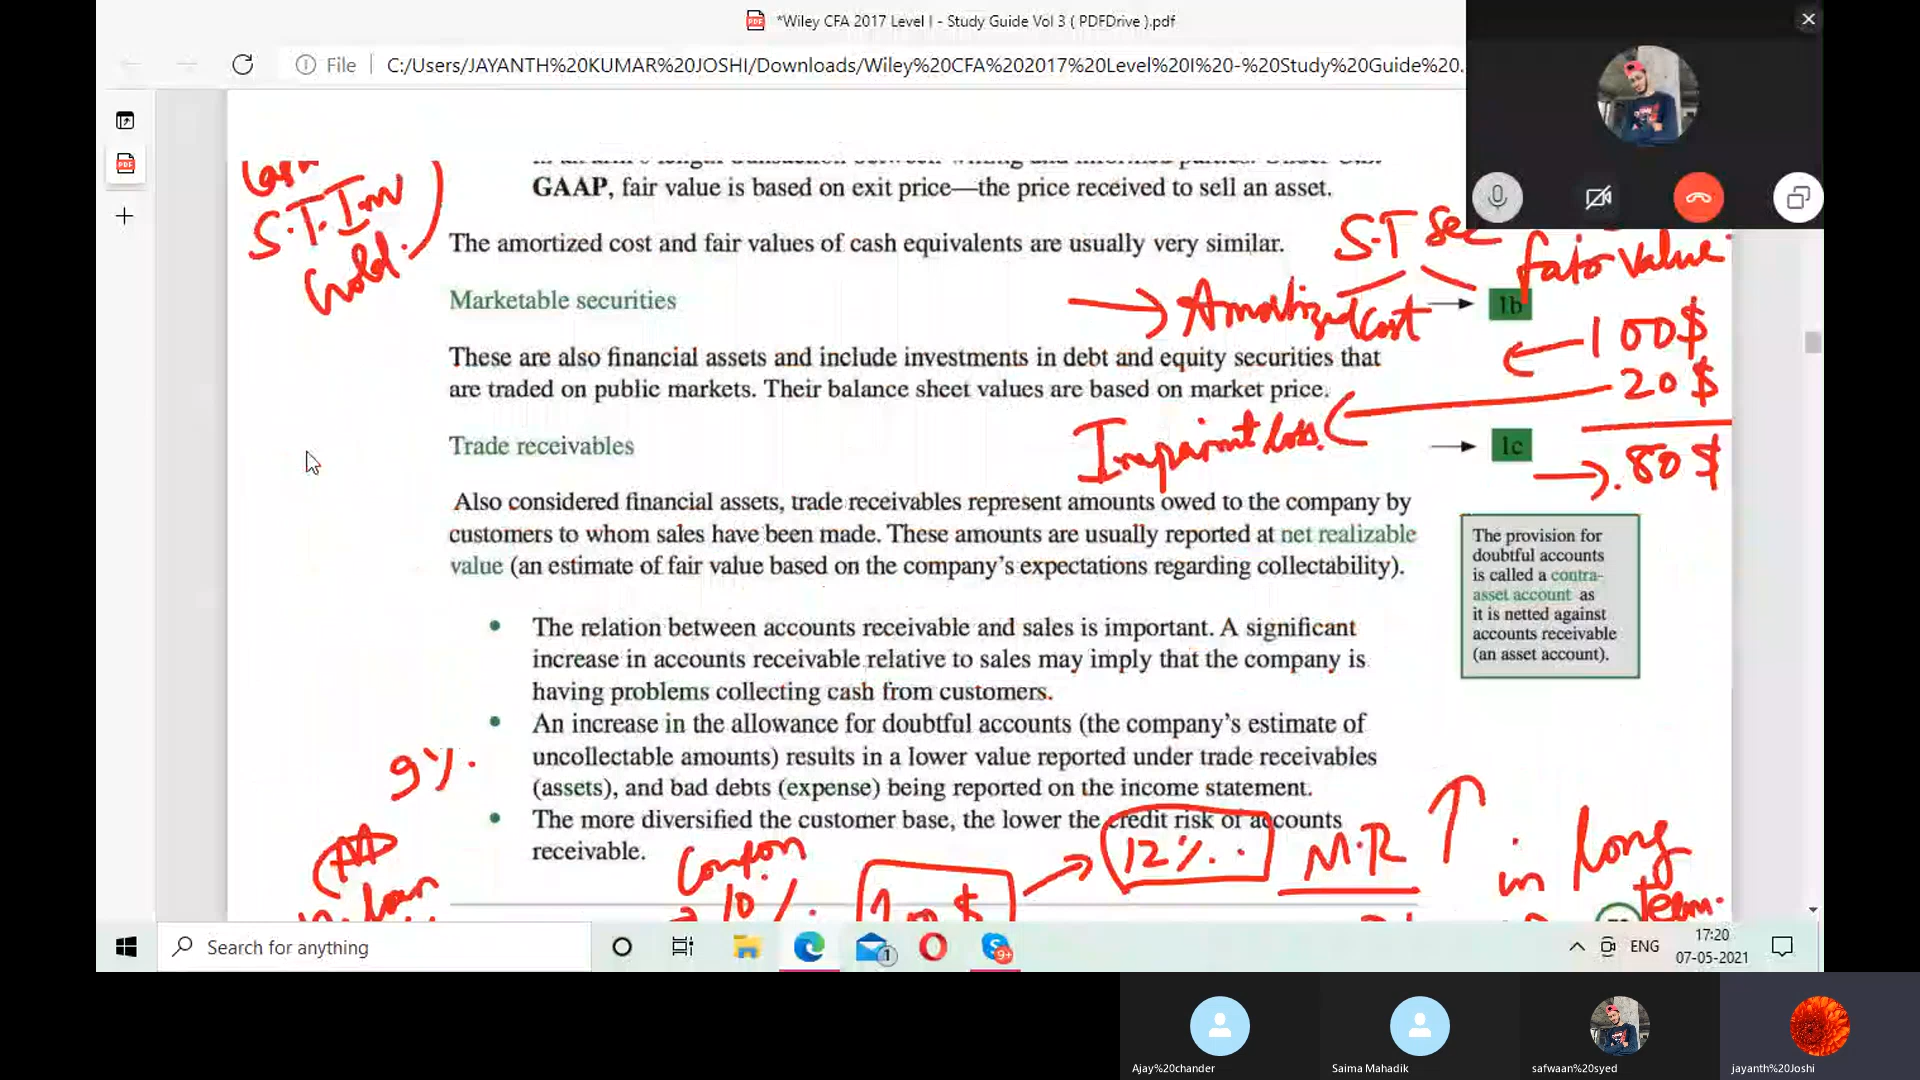 *Wiley CFA 2017 Level I - Study Guide Vol 3 ( PDFDrive ).pdf
File
C:/Users/JAYANTH%20KUMAR%20JOSHI/Downloads/Wiley%20CFA%202017%20Level%20I%20-%20Study%20Guide%20.
GAAP, fair value is based on exit price—the price received to sell an asset.
S.T.Inv
Gold.
The amortized cost and fair values of cash equivalents are usually very similar.
S.T Sec
fair value
Marketable securities
Amortized cost
1b
100$
These are also financial assets and include investments in debt and equity securities that
are traded on public markets. Their balance sheet values are based on market price.
20$
Trade receivables
loss.
1c
80$
Also considered financial assets, trade receivables represent amounts owed to the company by
customers to whom sales have been made. These amounts are usually reported at net realizable
value (an estimate of fair value based on the company's expectations regarding collectability).
The provision for
doubtful accounts
is called a contra-
asset account as
it is netted against
accounts receivable
(an asset account).
• The relation between accounts receivable and sales is important. A significant
increase in accounts receivable relative to sales may imply that the company is
having problems collecting cash from customers.
• An increase in the allowance for doubtful accounts (the company's estimate of
uncollectable amounts) results in a lower value reported under trade receivables
(assets), and bad debts (expense) being reported on the income statement.
9%.
• The more diversified the customer base, the lower the credit risk of accounts
receivable.
Coupon
10%.
12%.
M.R
in long
term.
loan
Search for anything
1
9+
ENG
17:20
07-05-2021
Ajay%20chander
Saima Mahadik
safwaan%20syed
jayanth%20Joshi